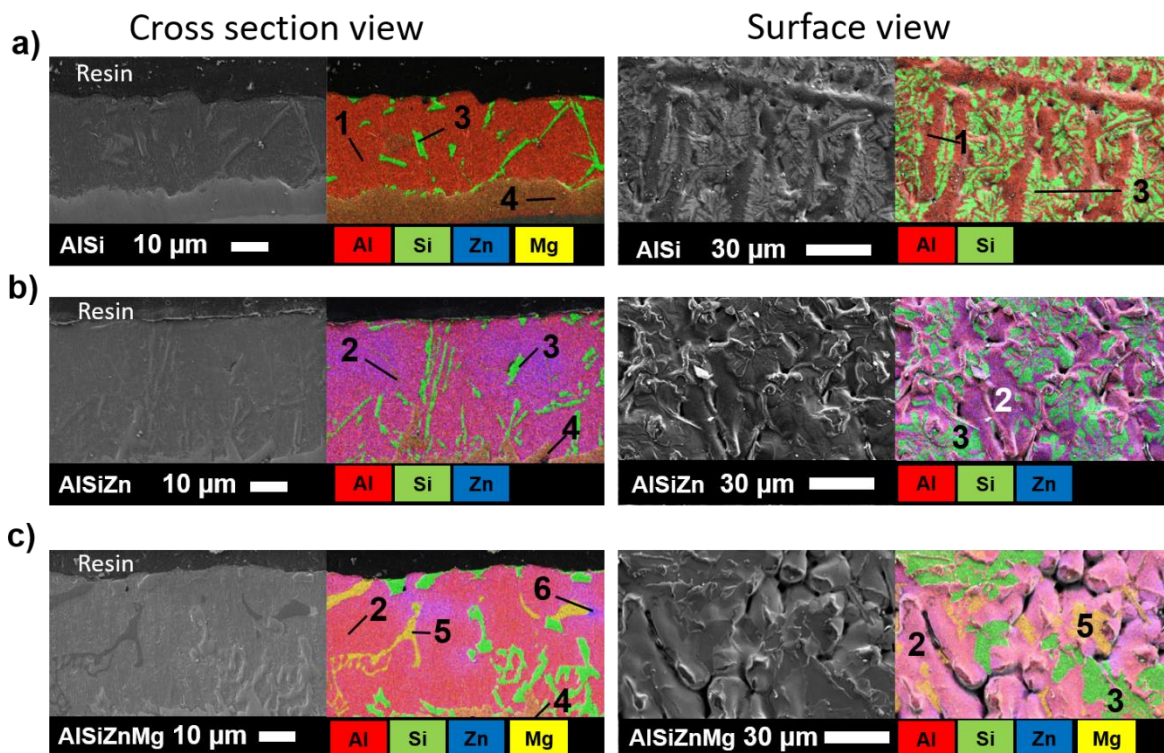 Cross section view
Surface view
a)
Resin
1
3
4
1
3
AlSi 10 µm
Al Si Zn Mg
AlSi 30 µm
Al Si
b)
Resin
2
3
4
2
3
AlSiZn 10 µm
Al Si Zn
AlSiZn 30 µm
Al Si Zn
c)
Resin
2
5
6
4
2
5
3
AlSiZnMg 10 µm
Al Si Zn Mg
AlSiZnMg 30 µm
Al Si Zn Mg